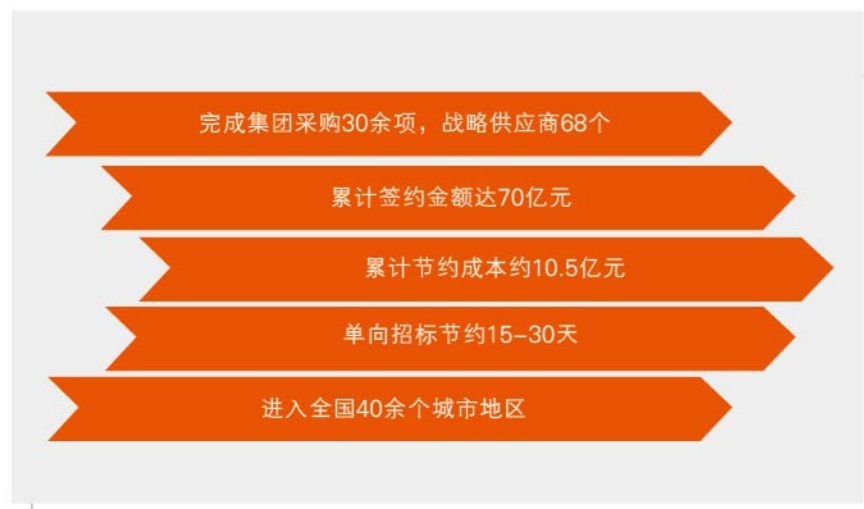 完成集团采购30余项，战略供应商68个
累计签约金额达70亿元
累计节约成本约10.5亿元
单向招标节约15-30天
进入全国40余个城市地区